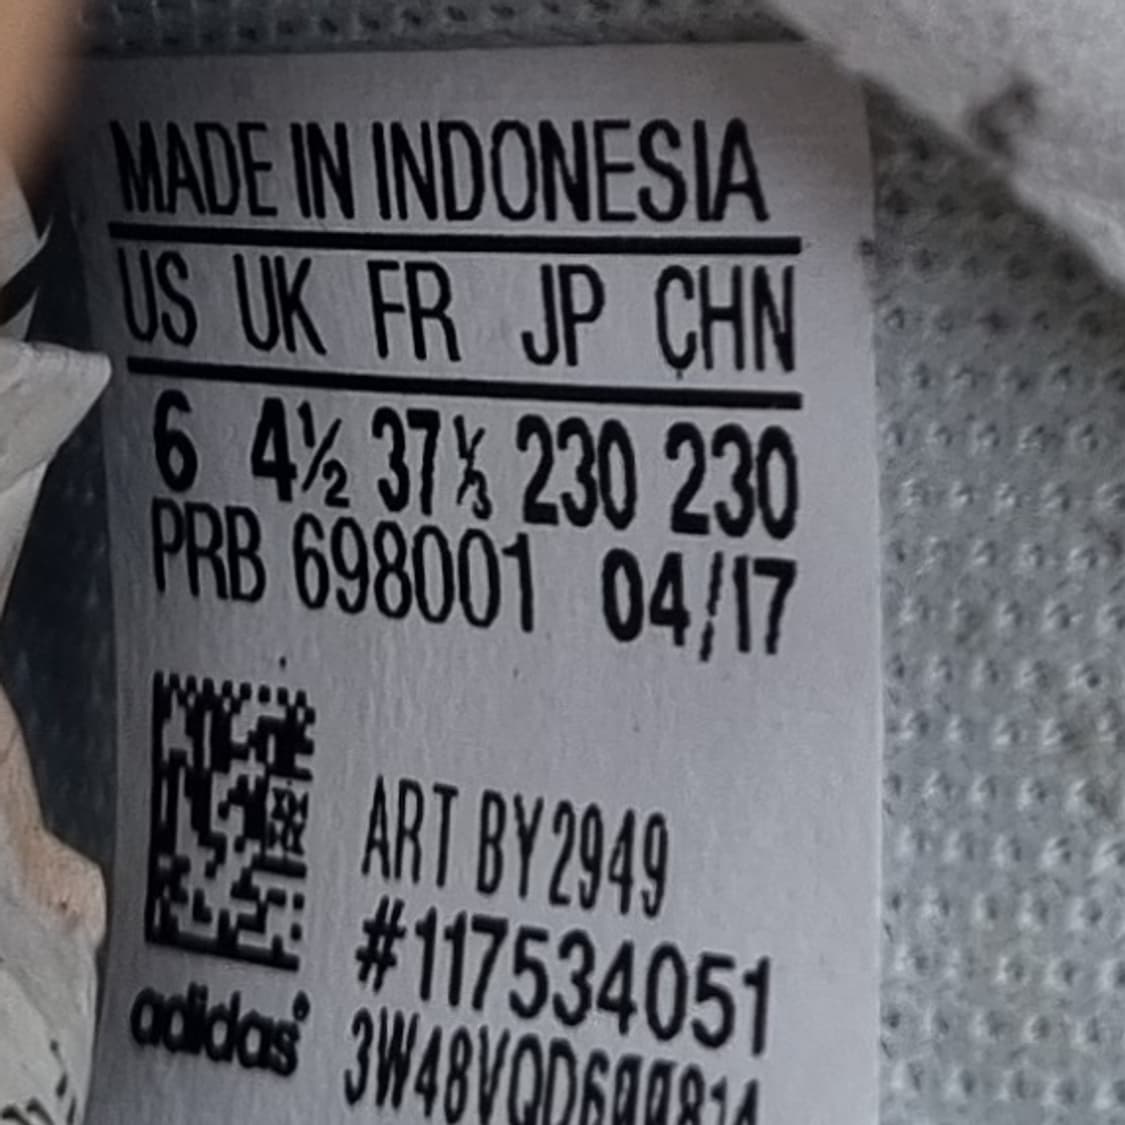 MADE IN INDONESIA
US UK FR JP CHN
6 4½ 37⅓ 230 230
PRB 698001 04/17
ART BY2949
#117534051
adidas